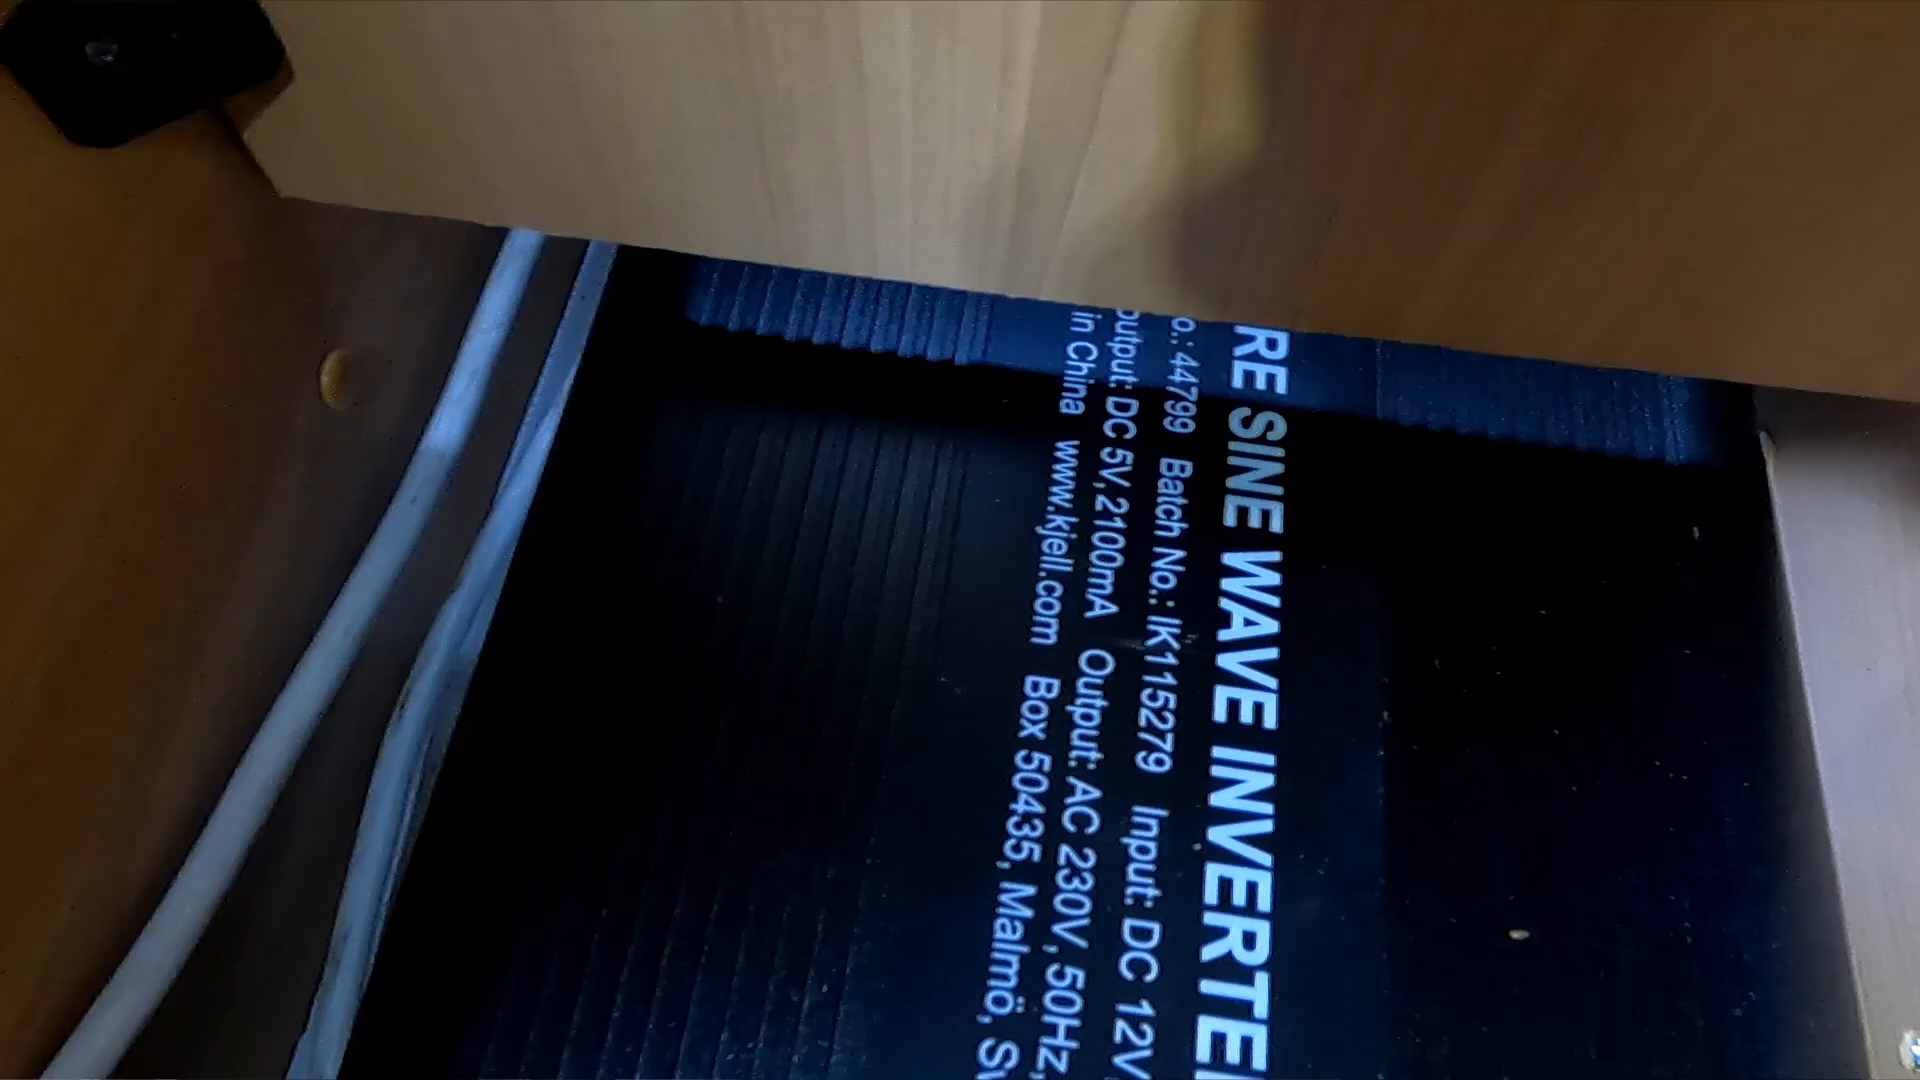 RE SINE WAVE INVERTE
o.: 44799 Batch No.: IK115279 Input: DC 12V
output: DC 5V, 2100mA Output: AC 230V, 50Hz,
in China www.kjell.com Box 50435, Malmö, Sw